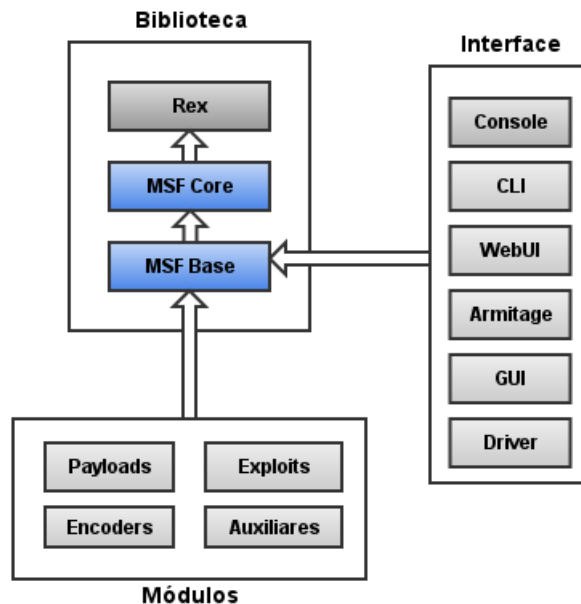 Biblioteca
Rex
MSF Core
MSF Base
Interface
Console
CLI
WebUI
Armitage
GUI
Driver
Payloads
Exploits
Encoders
Auxiliares
Módulos